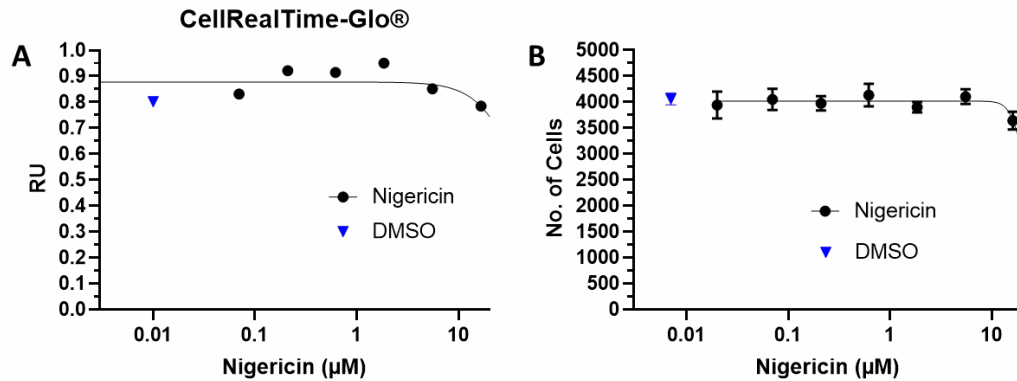 CellRealTime-Glo®
A
1.0
0.9
0.8
0.7
0.6
0.5
0.4
0.3
0.2
0.1
0.0
RU
Nigericin
DMSO
0.01
0.1
1
10
Nigericin (µM)
B
5000
4500
4000
3500
3000
2500
2000
1500
1000
500
0
No. of Cells
Nigericin
DMSO
0.01
0.1
1
10
Nigericin (µM)